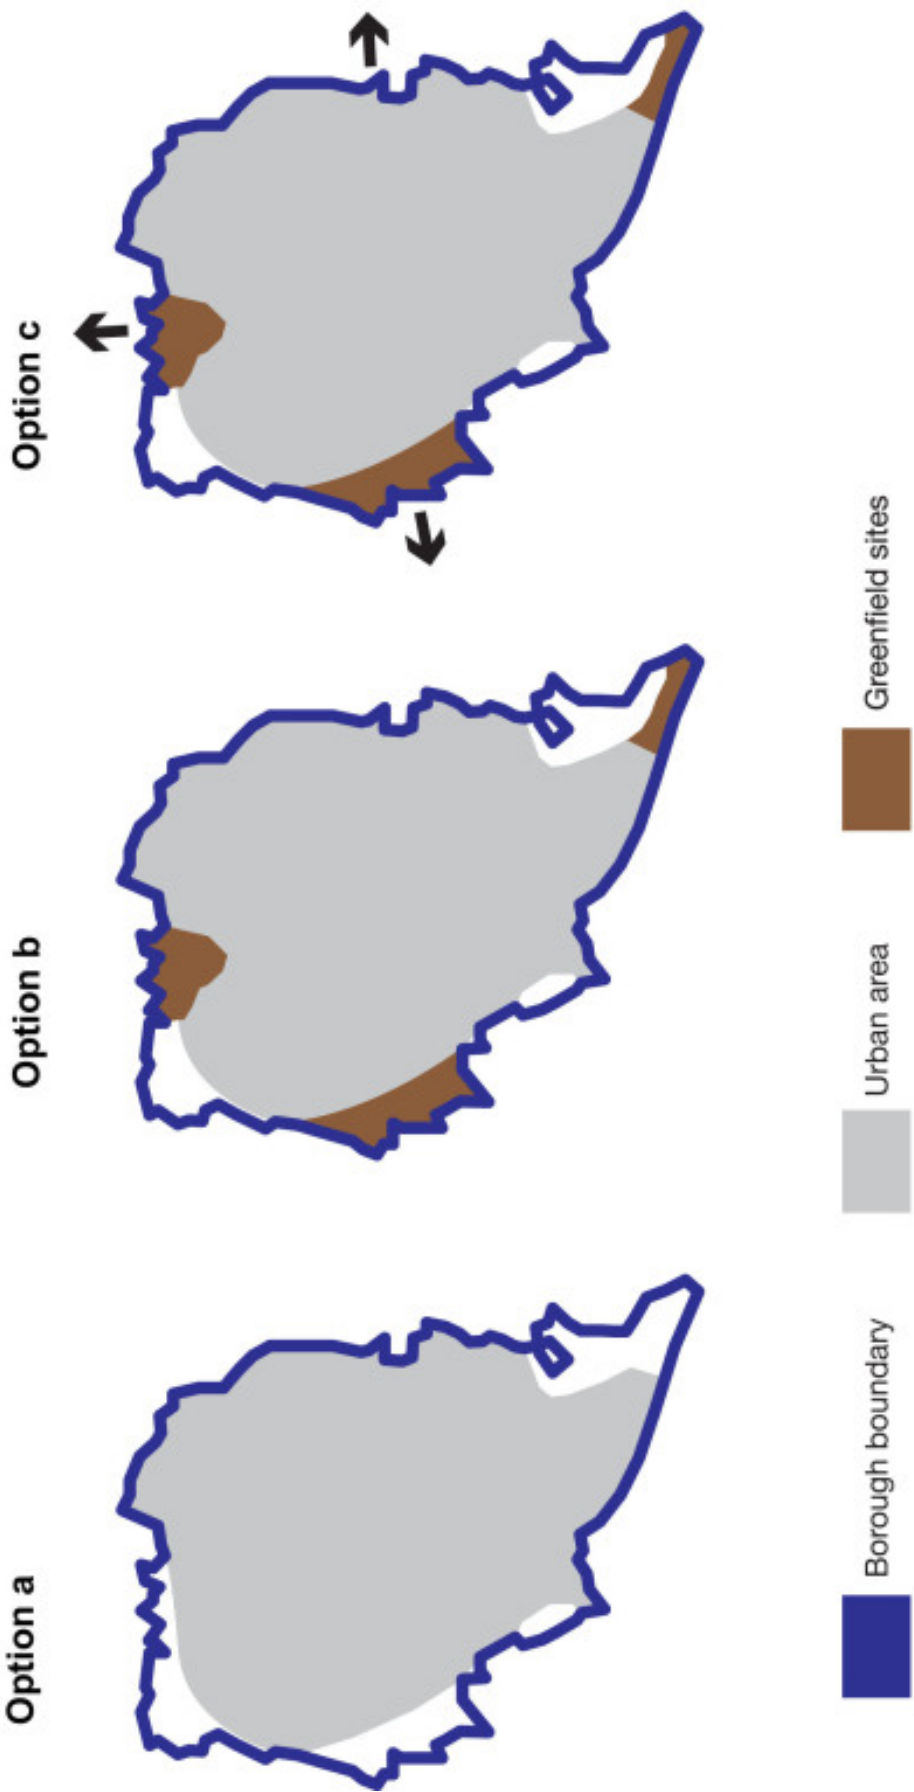 Option a
Option b
Option c
Borough boundary
Urban area
Greenfield sites